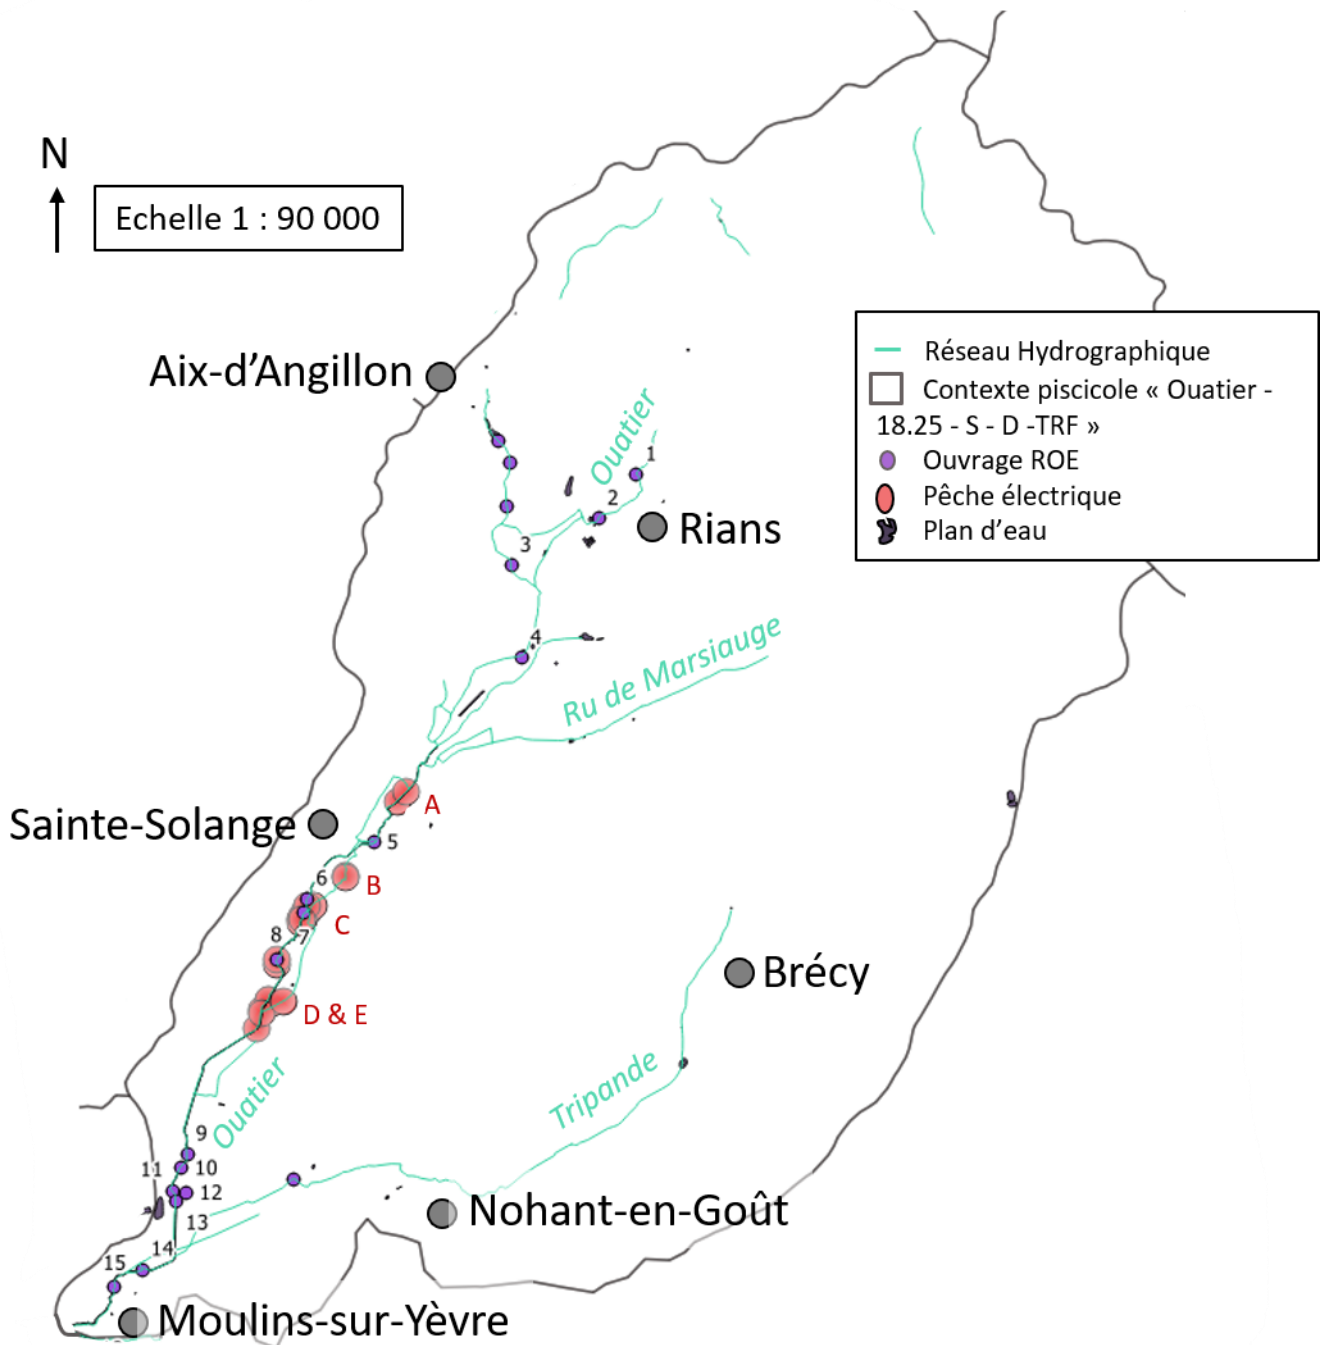 N
Echelle 1 : 90 000
Aix-d’Angillon
Réseau Hydrographique
Contexte piscicole « Ouatier -
18.25 - S - D -TRF »
Ouvrage ROE
Pêche électrique
Plan d’eau
Ouatier
1
2
Rians
3
4
Ru de Marsiauge
A
Sainte-Solange
5
6
B
C
7
8
D & E
Brécy
Ouatier
Tripande
9
10
11
12
13
Nohant-en-Goût
14
15
Moulins-sur-Yèvre